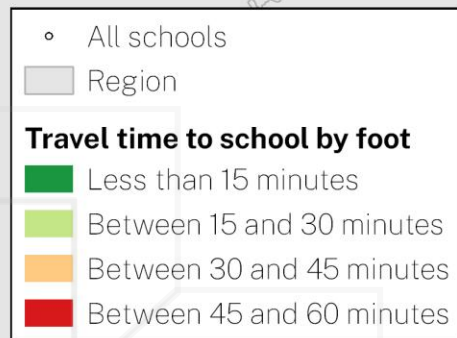 All schools
Region
Travel time to school by foot
Less than 15 minutes
Between 15 and 30 minutes
Between 30 and 45 minutes
Between 45 and 60 minutes